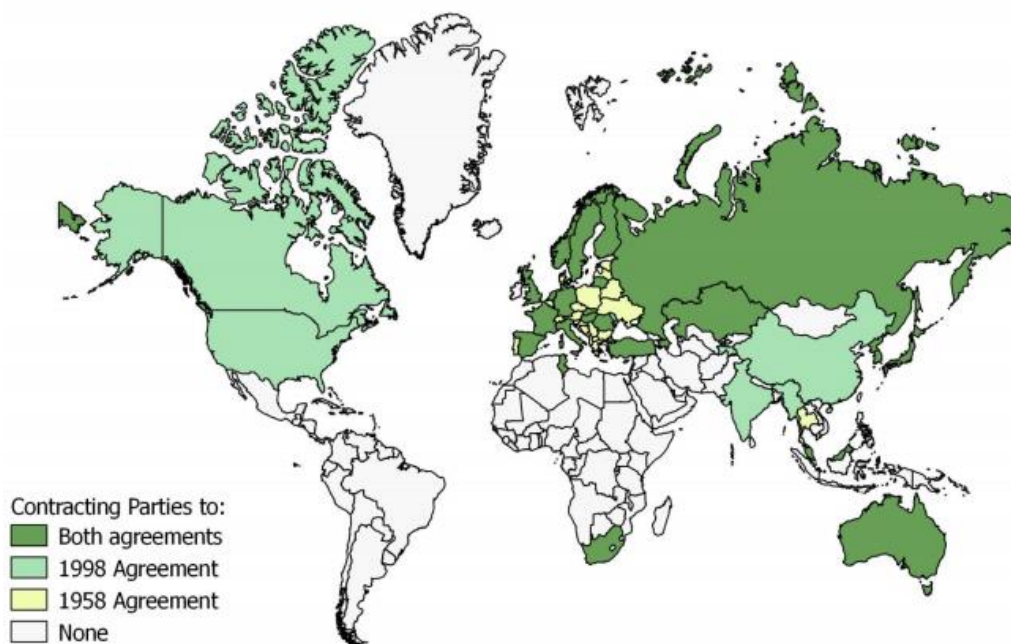 Contracting Parties to:
Both agreements
1998 Agreement
1958 Agreement
None